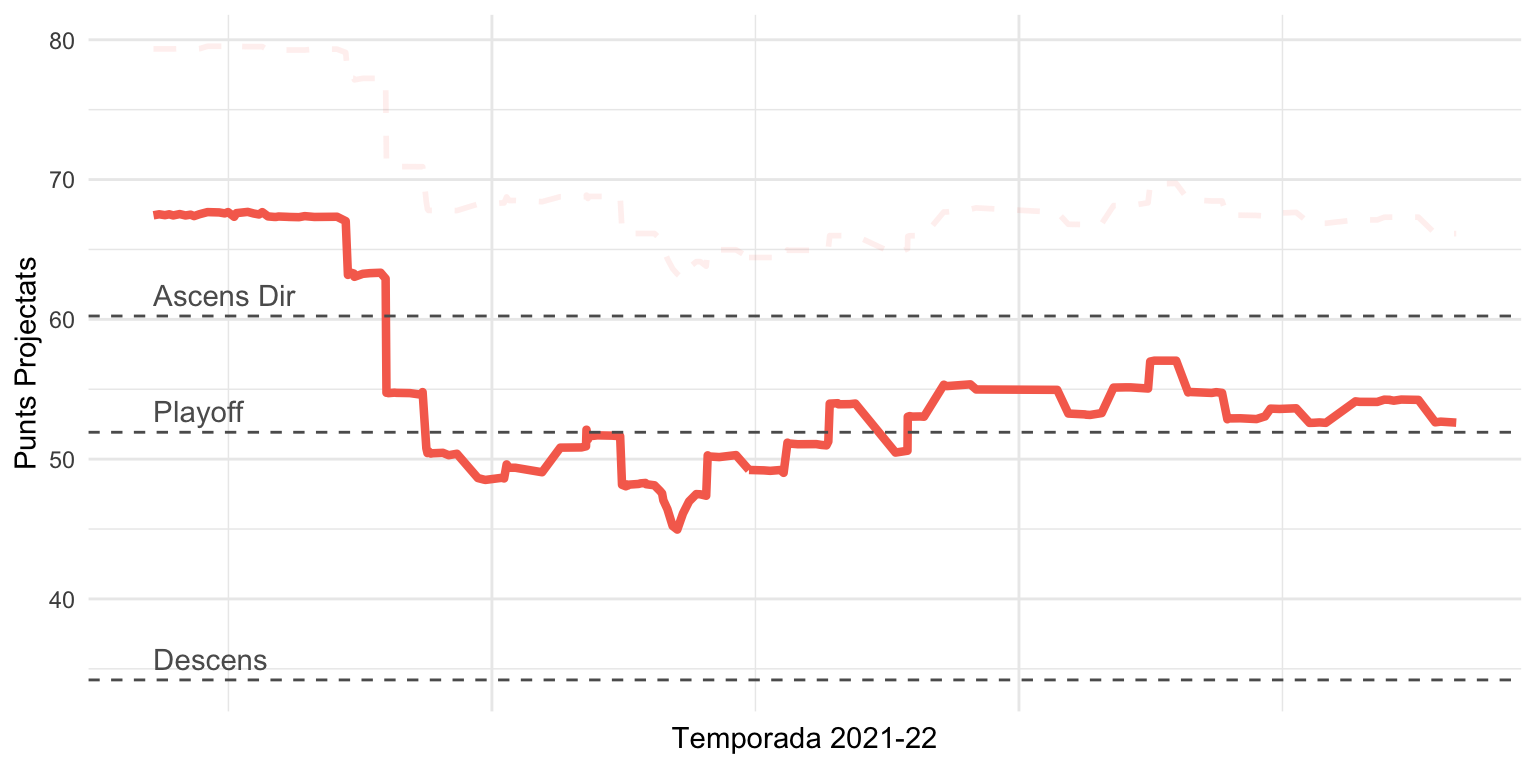 80
70
Ascens Dir
60
Playoff
50
40
Descens
Punts Projectats
Temporada 2021-22